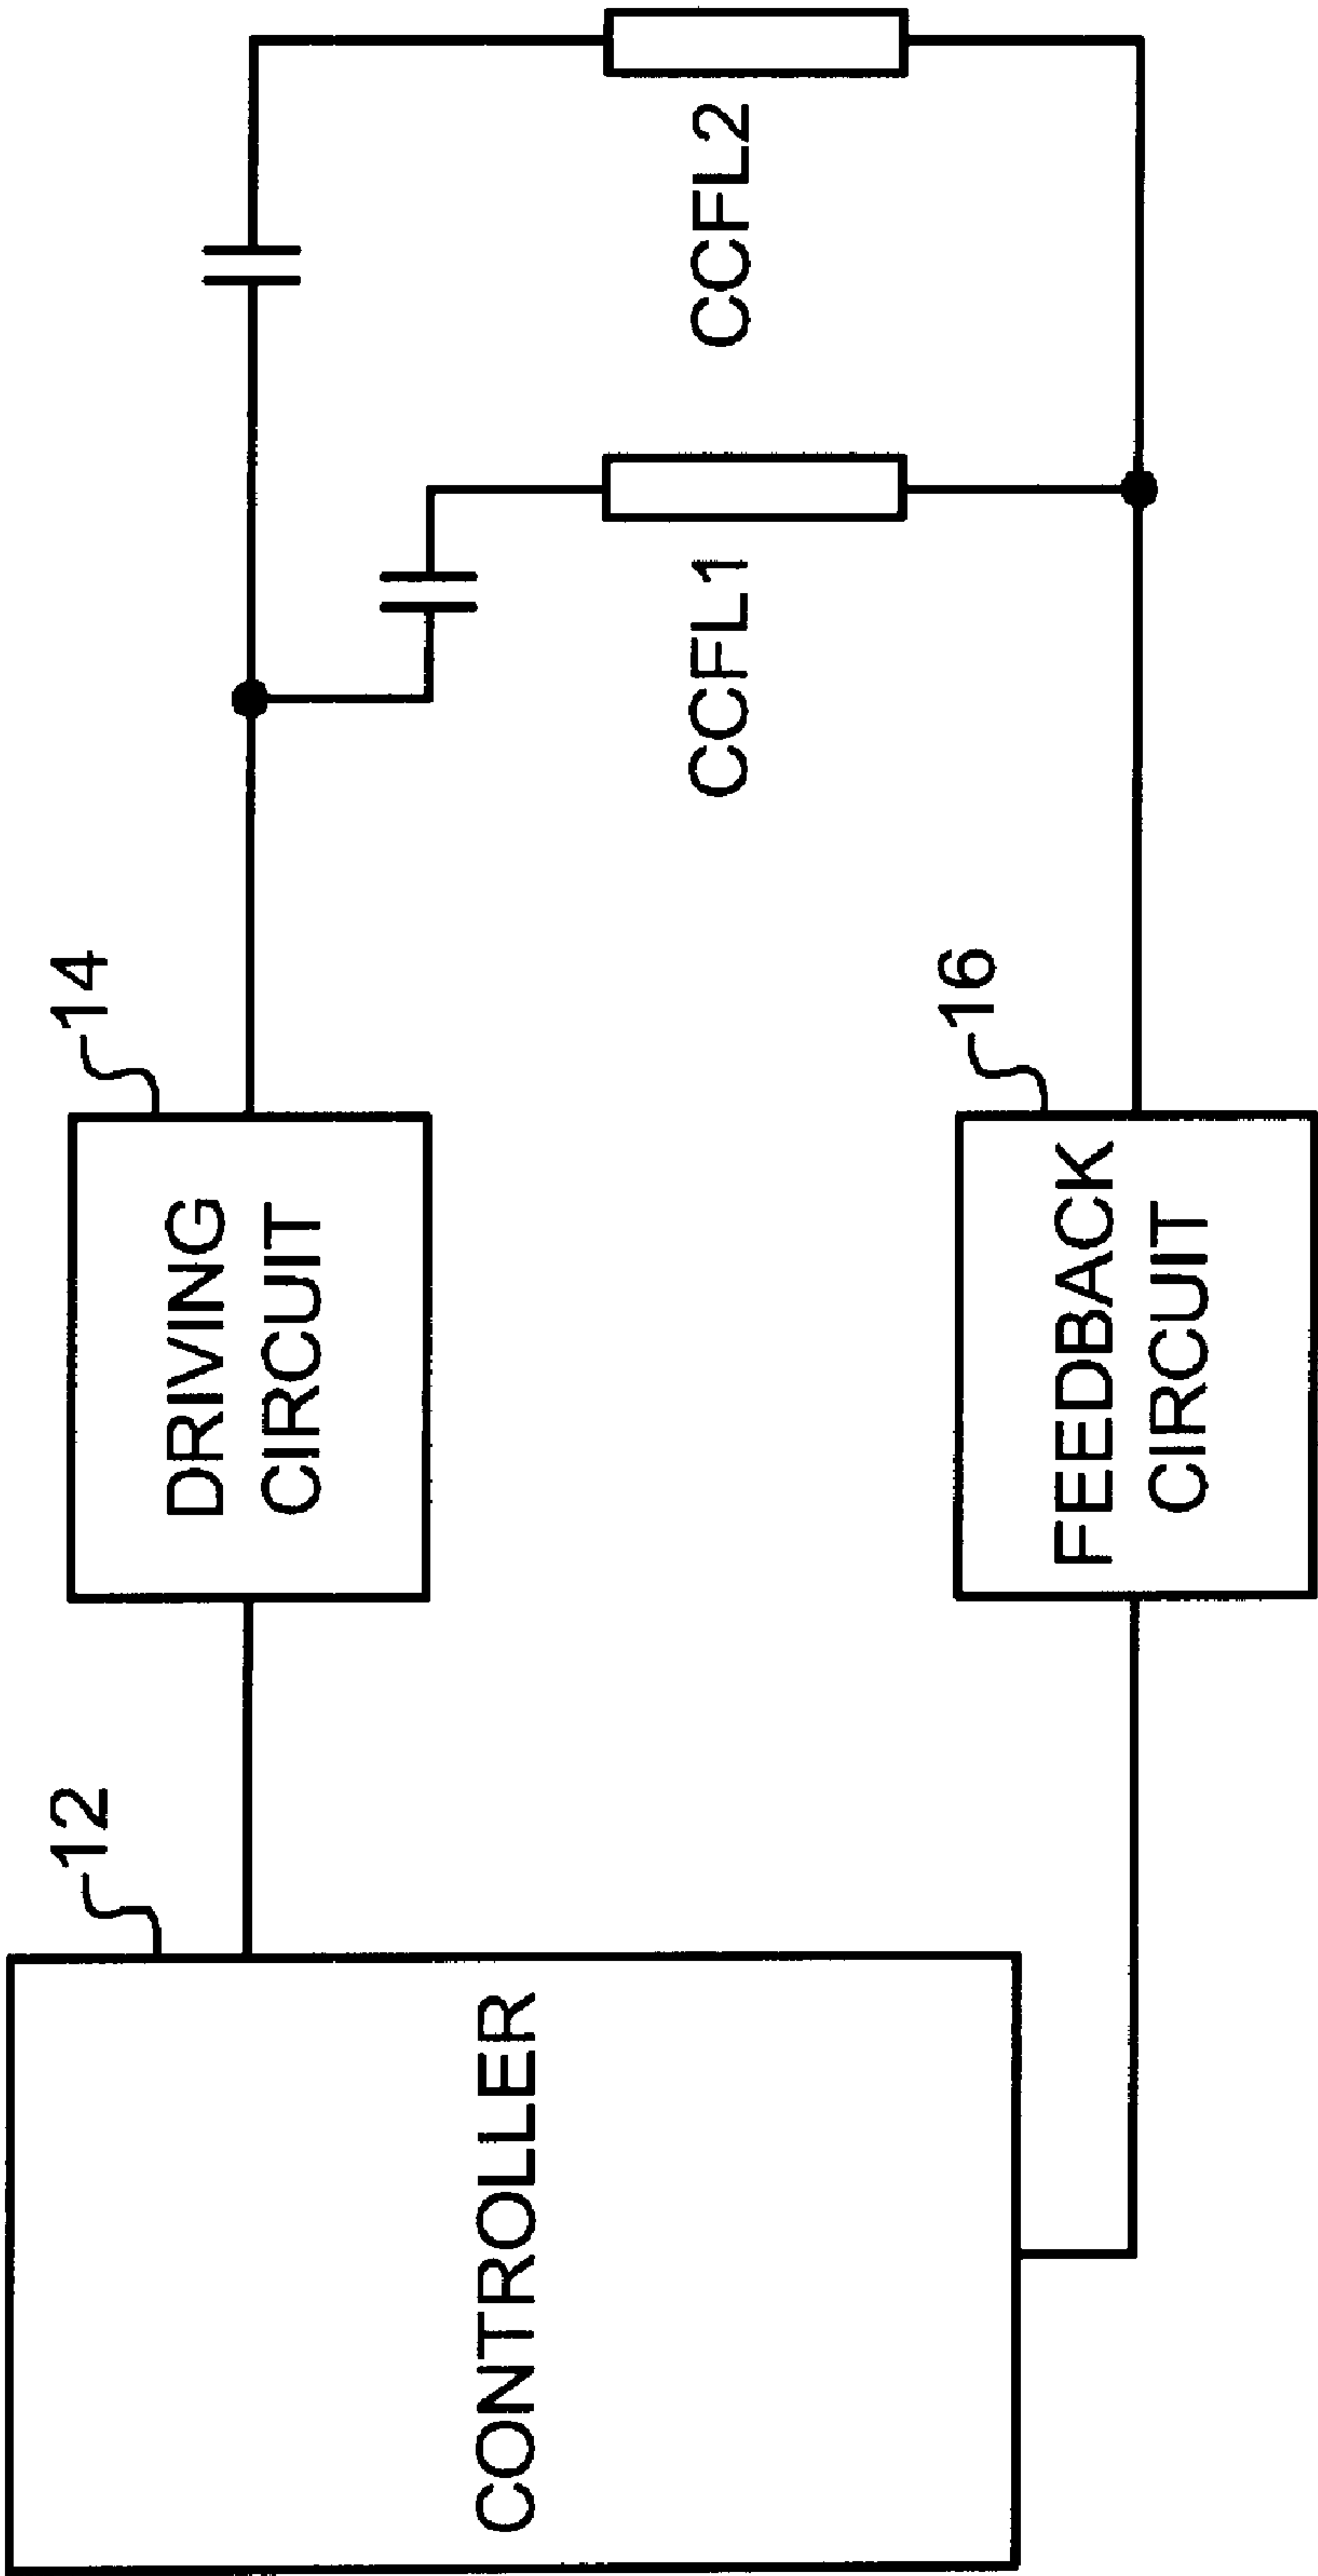 12
CONTROLLER
14
DRIVING
CIRCUIT
16
FEEDBACK
CIRCUIT
CCFL1
CCFL2